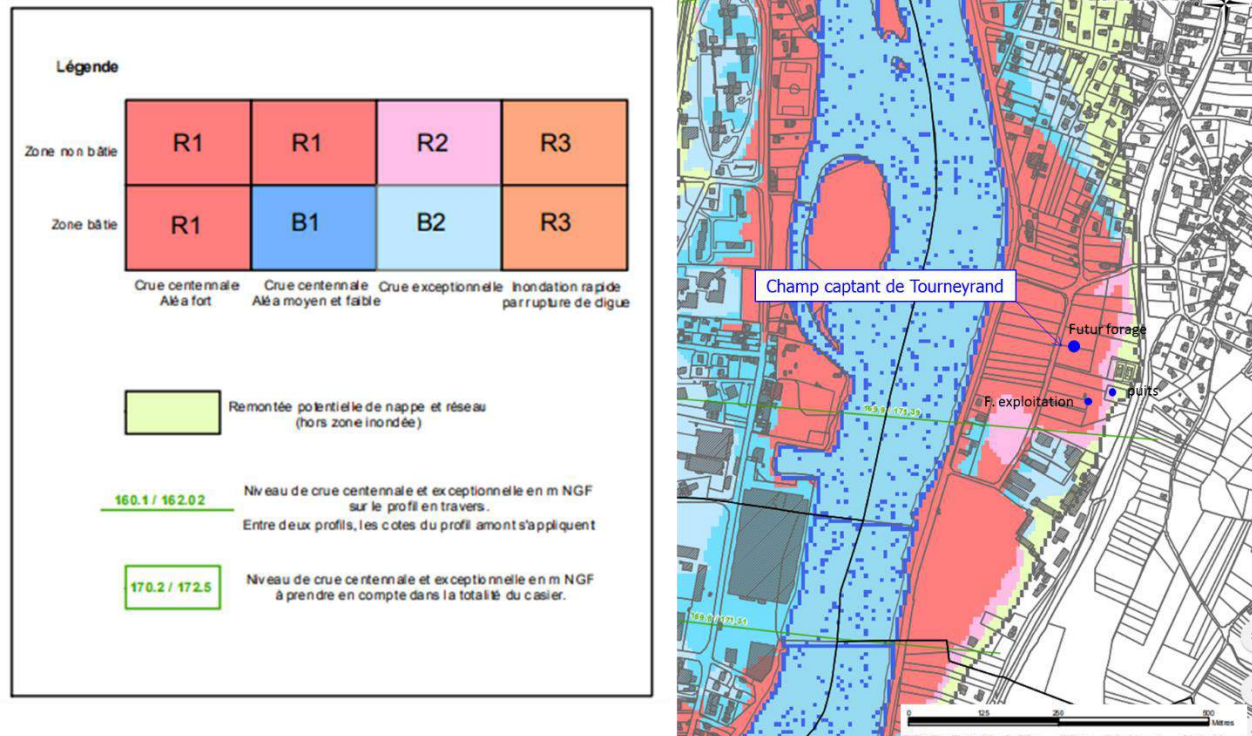 Légende
Zone non bâtie
R1
R1
R2
R3
Zone bâtie
R1
B1
B2
R3
Crue centennale
Aléa fort
Crue centennale
Aléa moyen et faible
Crue exceptionnelle
Inondation rapide
par rupture de digue
Remontée potentielle de nappe et réseau
(hors zone inondée)
160.1 / 162.02
Niveau de crue centennale et exceptionnelle en m NGF
sur le profil en travers.
Entre deux profils, les cotes du profil amont s'appliquent
170.2 / 172.5
Niveau de crue centennale et exceptionnelle en m NGF
à prendre en compte dans la totalité du casier.
Champ captant de Tourneyrand
Futur forage
puits
F. exploitation
0
125
250
500
Mètres